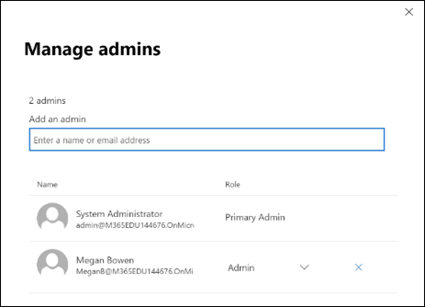 Manage admins
2 admins
Add an admin
Enter a name or email address
Name Role
System Administrator
admin@M365EDU144676.OnMicr
Primary Admin
Megan Bowen
MeganB@M365EDU144676.OnMi
Admin